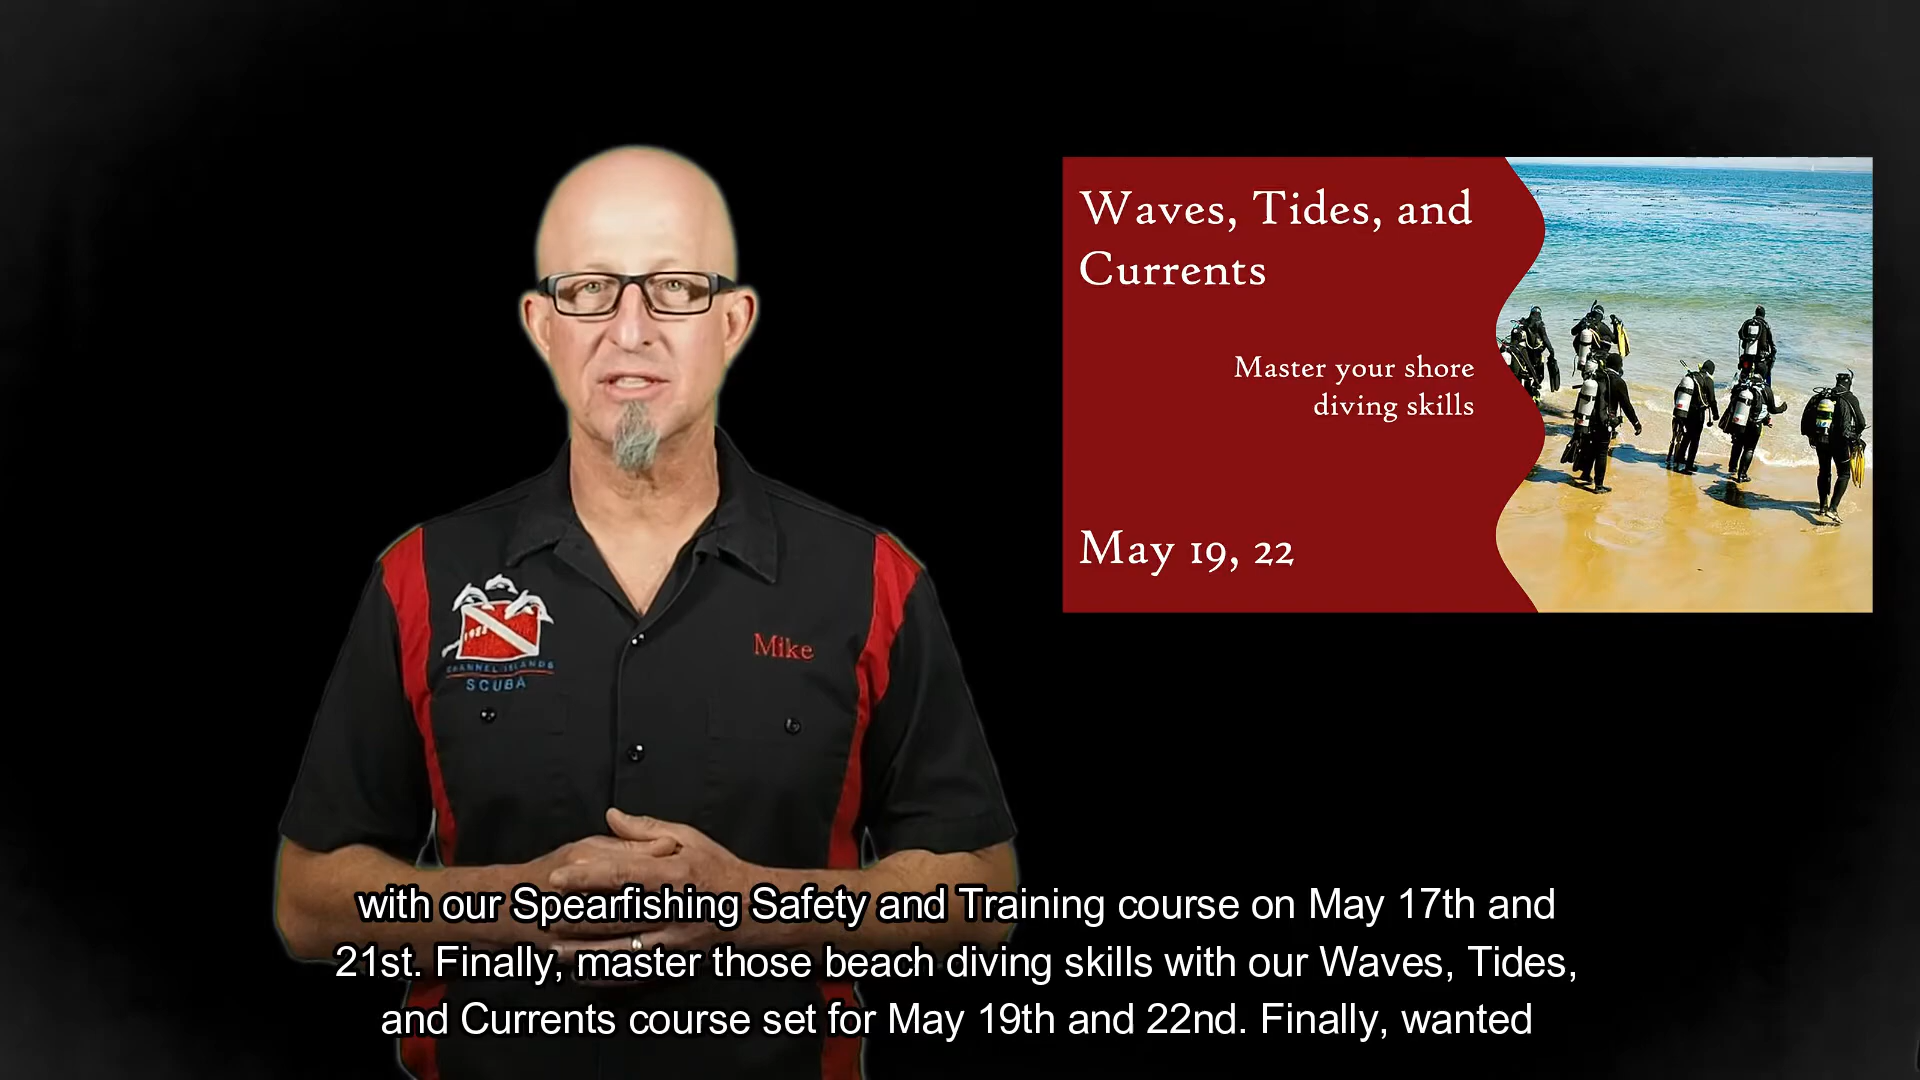 Waves, Tides, and
Currents
Master your shore
diving skills
May 19, 22
Mike
CHANNEL ISLANDS
SCUBA
with our Spearfishing Safety and Training course on May 17th and
21st. Finally, master those beach diving skills with our Waves, Tides,
and Currents course set for May 19th and 22nd. Finally, wanted